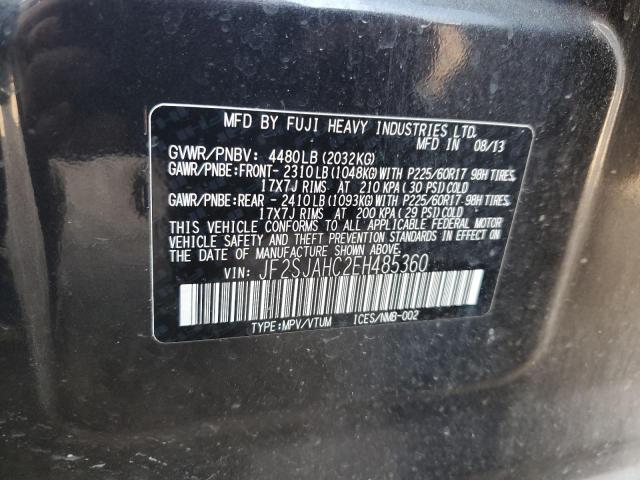 MFD BY FUJI HEAVY INDUSTRIES LTD.
MFD IN 08/13
GVWR/PNBV: 4480LB (2032KG)
GAWR/PNBE:FRONT- 2310LB (1048KG) WITH P225/60R17 98H TIRES,
17X7J RIMS AT 210 KPA (30 PSI) COLD
GAWR/PNBE:REAR - 2410LB (1093KG) WITH P225/60R17 98H TIRES,
17X7J RIMS AT 200 KPA (29 PSI) COLD
THIS VEHICLE CONFORMS TO ALL APPLICABLE FEDERAL MOTOR
VEHICLE SAFETY AND THEFT PREVENTION STANDARDS IN EFFECT ON
THE DATE OF MANUFACTURE SHOWN ABOVE.
VIN: JF2SJAHC2EH485360
TYPE:MPV/VTUM ICES/NMB-002